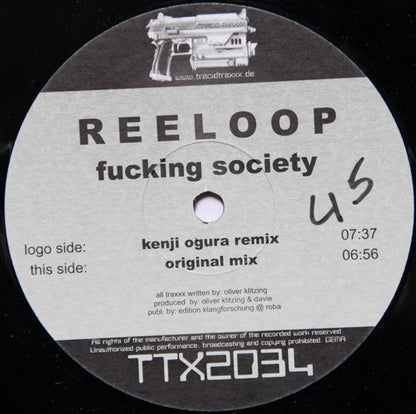 www.tracidtraxxx.de
REELOOP
fucking society
US
logo side: kenji ogura remix 07:37
this side: original mix 06:56
all traxxx written by: oliver klitzing
produced by: oliver klitzing & davie
publ. by: edition klangforschung @ roba
All rights of the manufacturer and the owner of the recorded work reserved.
Unauthorized public performance, broadcasting and copying prohibited. GEMA
TTX2034